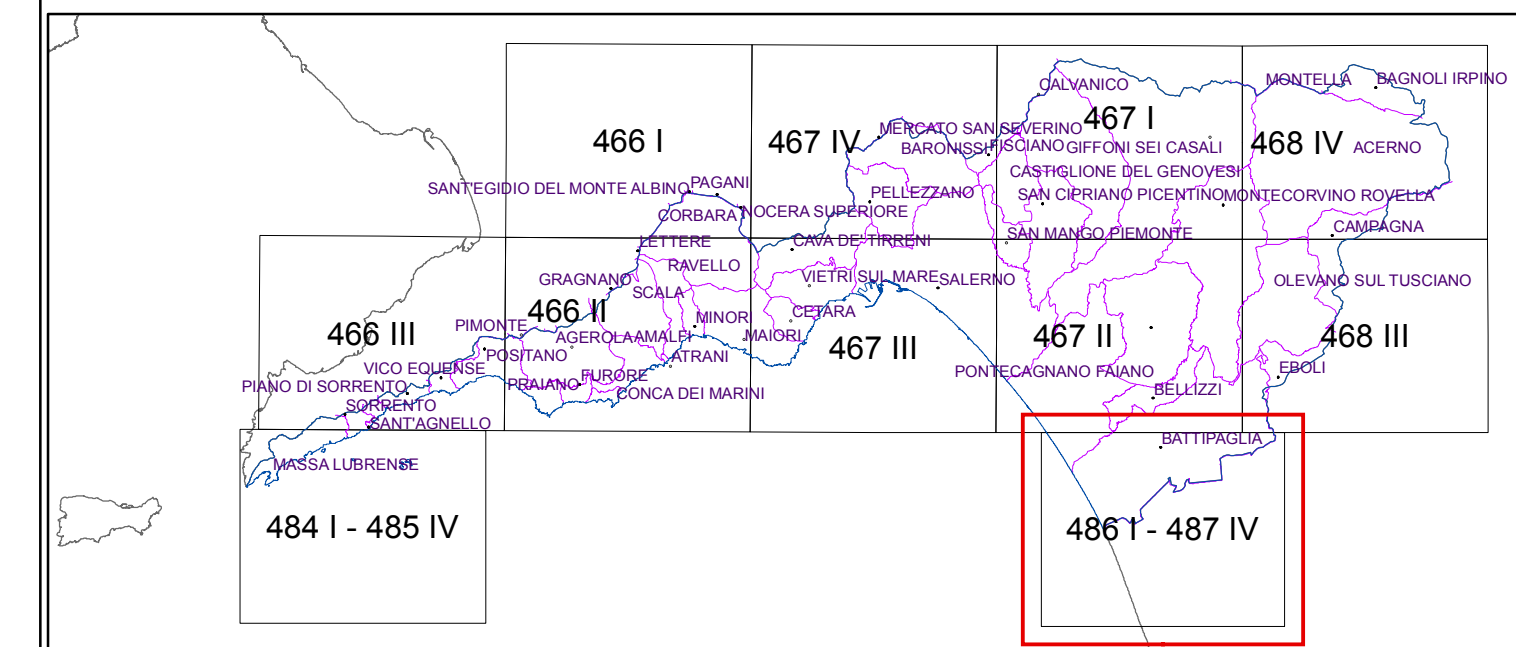 MONTELLA
BAGNOLI IRPINO
CALVANICO
467 I
466 I
467 IV
MERCATO SAN SEVERINO
BARONISSI
FISCIANO
GIFFONI SEI CASALI
468 IV
ACERNO
CASTIGLIONE DEL GENOVESI
SANT'EGIDIO DEL MONTE ALBINO
PAGANI
PELLEZZANO
SAN CIPRIANO PICENTINO
MONTECORVINO ROVELLA
CORBARA
NOCERA SUPERIORE
CAMPAGNA
SAN MANGO PIEMONTE
LETTERE
CAVA DE' TIRRENI
RAVELLO
GRAGNANO
VIETRI SUL MARE
SALERNO
OLEVANO SUL TUSCIANO
SCALA
466 II
CETARA
MINORI
PIMONTE
466 III
AGEROLA
AMALFI
MAIORI
467 III
467 II
468 III
POSITANO
ATRANI
VICO EQUENSE
FURORE
PONTECAGNANO FAIANO
EBOLI
PIANO DI SORRENTO
PRAIANO
CONCA DEI MARINI
BELLIZZI
SORRENTO
SANT'AGNELLO
BATTIPAGLIA
MASSA LUBRENSE
484 I - 485 IV
486 I - 487 IV